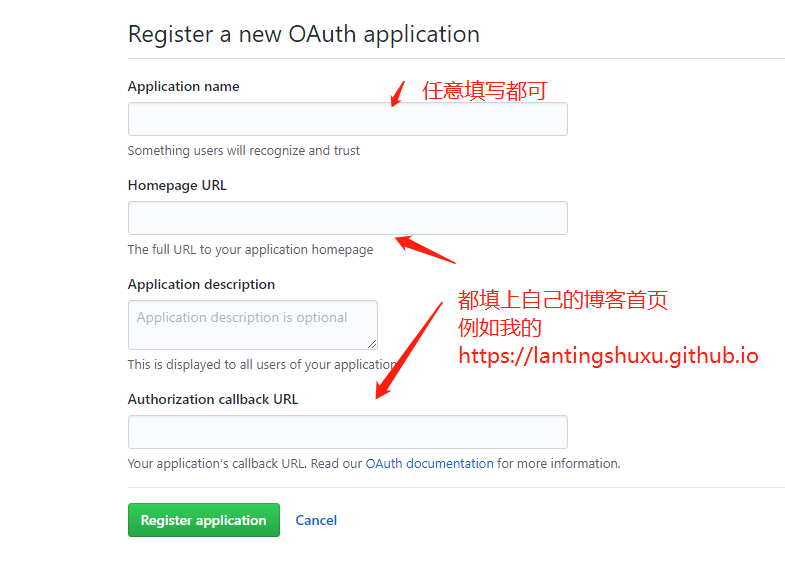 Register a new OAuth application
Application name
任意填写都可
Something users will recognize and trust
Homepage URL
The full URL to your application homepage
Application description
Application description is optional
都填上自己的博客首页
例如我的
https://lantingshuxu.github.io
This is displayed to all users of your application
Authorization callback URL
Your application's callback URL. Read our OAuth documentation for more information.
Register application
Cancel